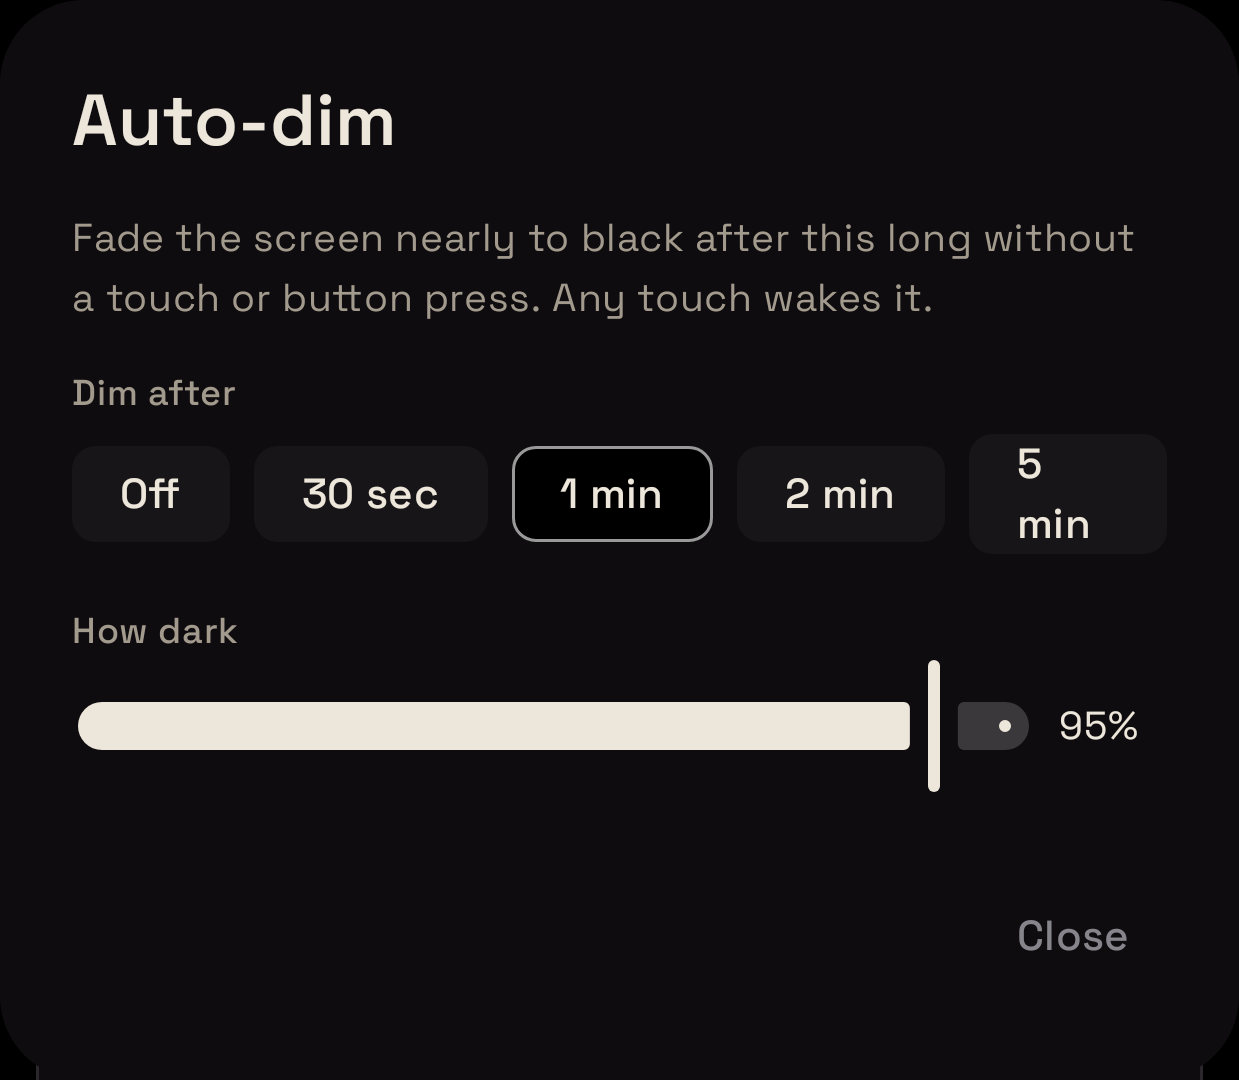 Auto-dim
Fade the screen nearly to black after this long without
a touch or button press. Any touch wakes it.
Dim after
Off
30 sec
1 min
2 min
5
min
How dark
95%
Close